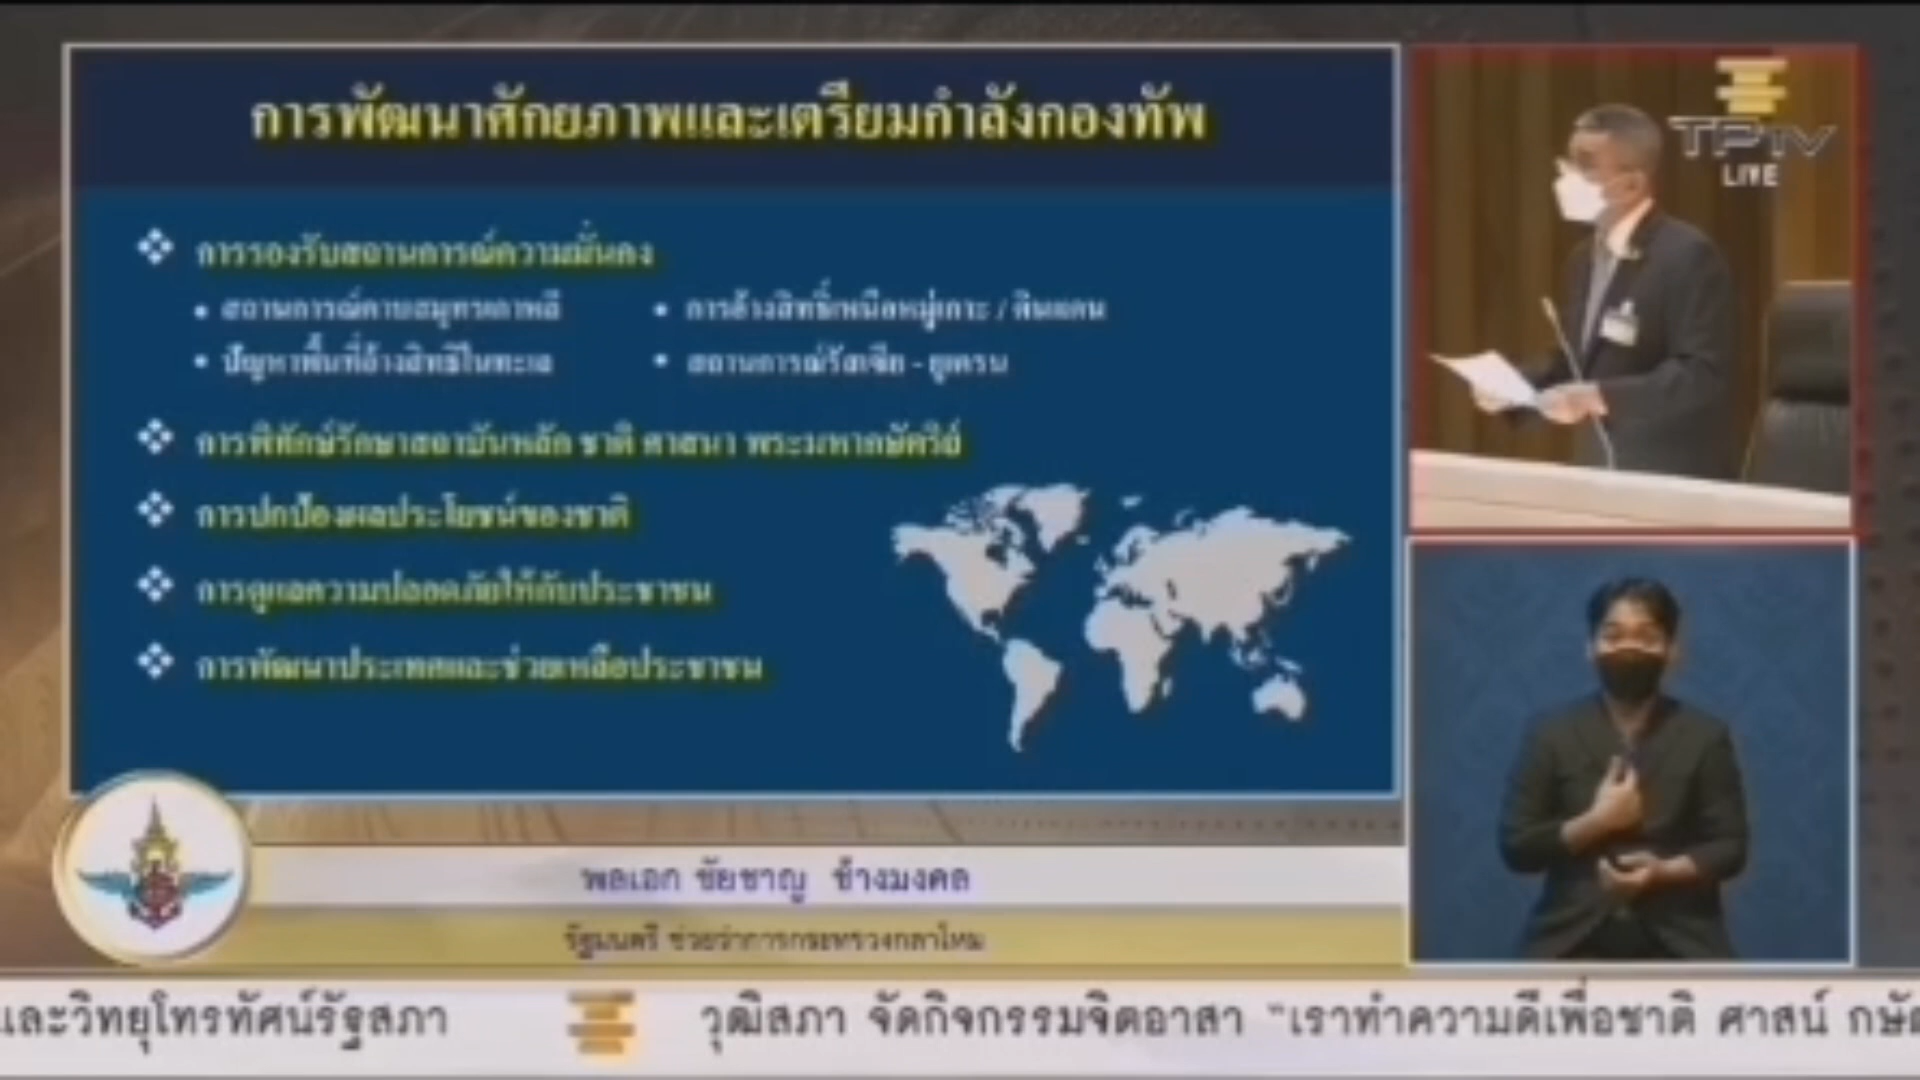 การพัฒนาศักยภาพและเตรียมกำลังกองทัพ
TPTV
LIVE
การรองรับสถานการณ์ความมั่นคง
สถานการณ์คาบสมุทรเกาหลี
การอ้างสิทธิ์เหนือหมู่เกาะ / ดินแดน
ปัญหาพื้นที่อ้างสิทธิในทะเล
สถานการณ์รัสเซีย - ยูเครน
การพิทักษ์รักษาสถาบันหลัก ชาติ ศาสนา พระมหากษัตริย์
การปกป้องผลประโยชน์ของชาติ
การดูแลความปลอดภัยให้กับประชาชน
การพัฒนาประเทศและช่วยเหลือประชาชน
พลเอก ชัยชาญ ช้างมงคล
รัฐมนตรี ช่วยว่าการกระทรวงกลาโหม
และวิทยุโทรทัศน์รัฐสภา วุฒิสภา จัดกิจกรรมจิตอาสา "เราทำความดีเพื่อชาติ ศาสน์ กษัต